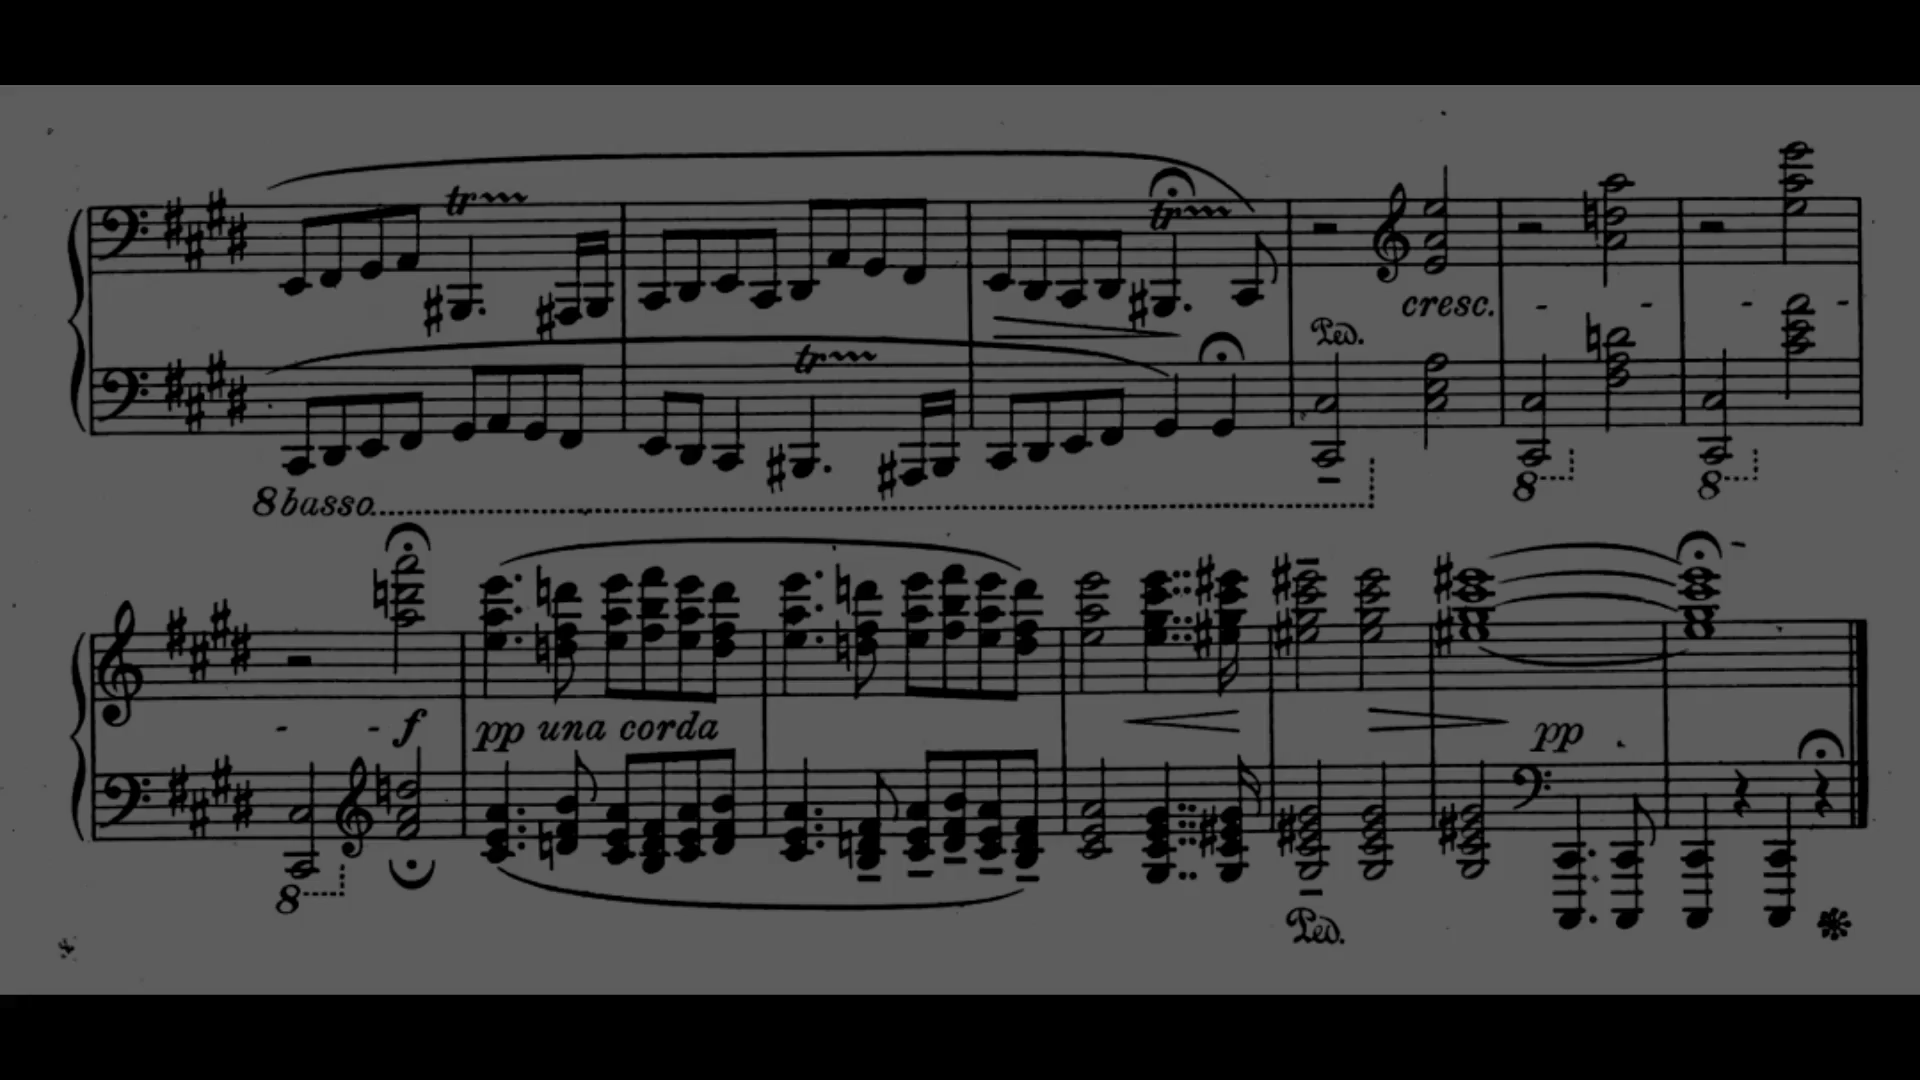 tr
tr
cresc.
tr
Ped.
8 basso
8
8
f
pp una corda
pp
8
Ped.